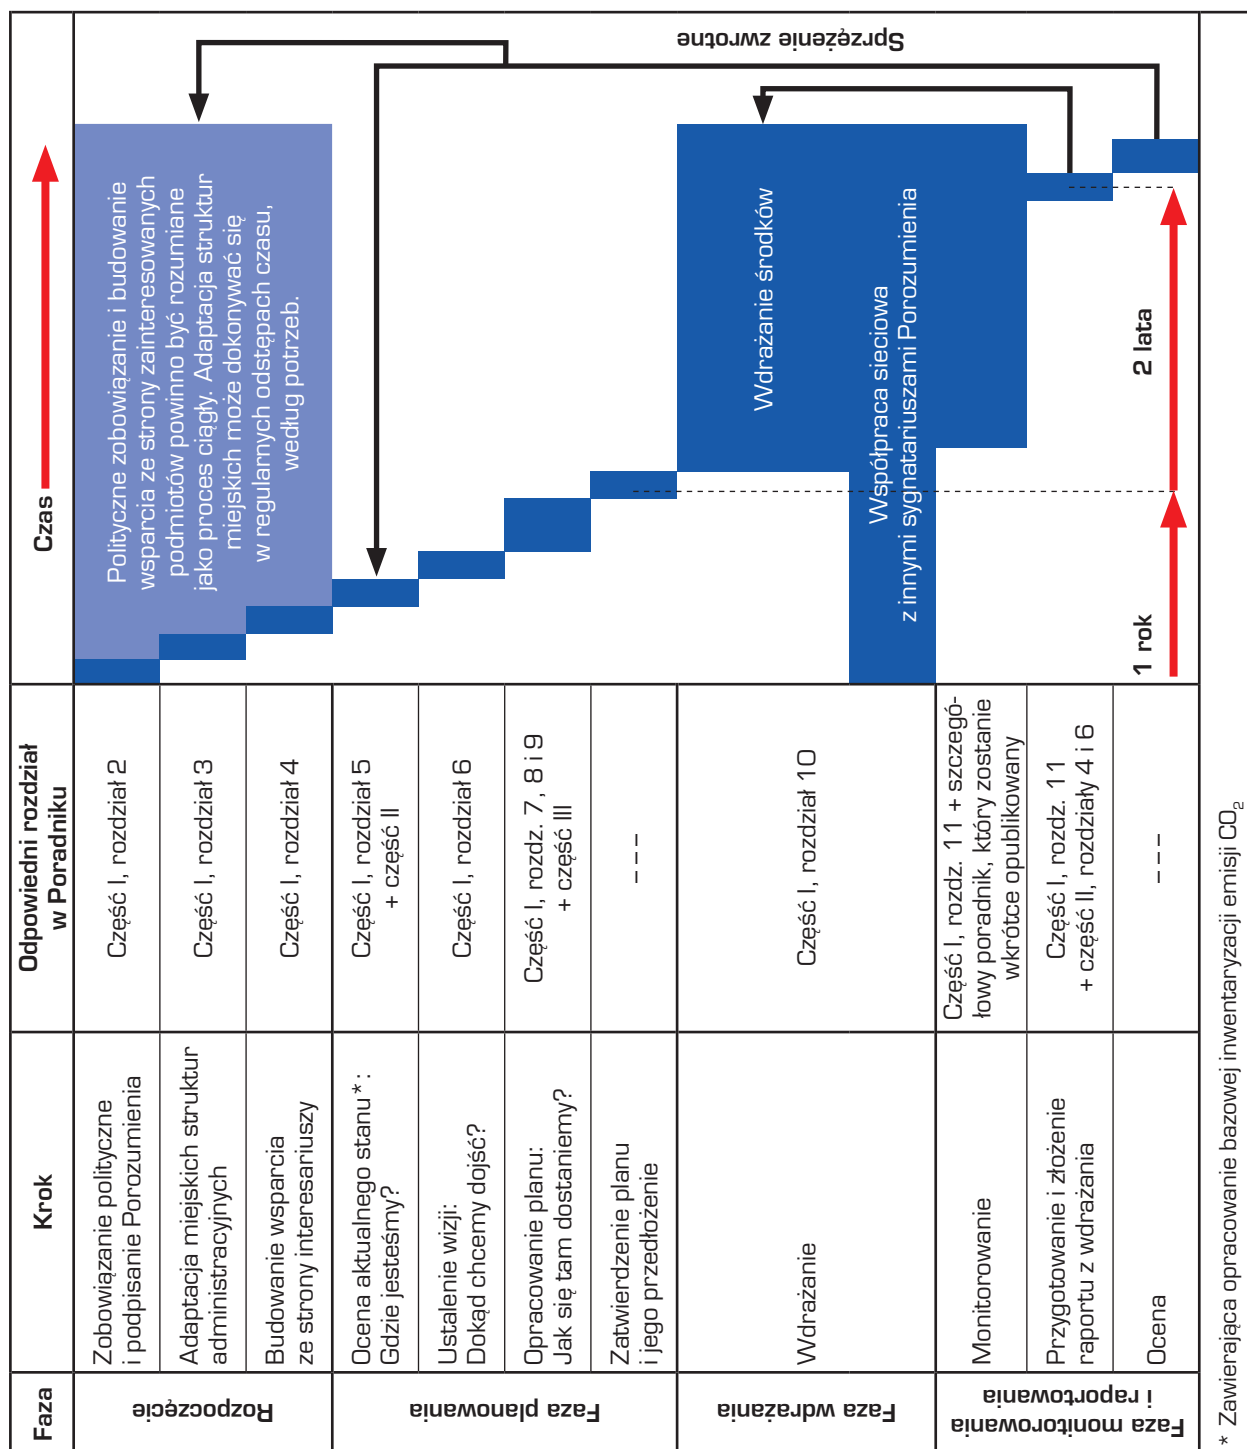 Faza
Krok
Odpowiedni rozdział
w Poradniku
Czas
Rozpoczęcie
Zobowiązanie polityczne
i podpisanie Porozumienia
Część I, rozdział 2
Adaptacja miejskich struktur
administracyjnych
Część I, rozdział 3
Budowanie wsparcia
ze strony interesariuszy
Część I, rozdział 4
Polityczne zobowiązanie i budowanie
wsparcia ze strony zainteresowanych
podmiotów powinno być rozumiane
jako proces ciągły. Adaptacja struktur
miejskich może dokonywać się
w regularnych odstępach czasu,
według potrzeb.
Faza planowania
Ocena aktualnego stanu*:
Gdzie jesteśmy?
Część I, rozdział 5
+ część II
Ustalenie wizji:
Dokąd chcemy dojść?
Część I, rozdział 6
Opracowanie planu:
Jak się tam dostaniemy?
Część I, rozdz. 7, 8 i 9
+ część III
Zatwierdzenie planu
i jego przedłożenie
– – –
Faza wdrażania
Wdrażanie
Część I, rozdział 10
Wdrażanie środków
Współpraca sieciowa
z innymi sygnatariuszami Porozumienia
Faza monitorowania
i raportowania
Monitorowanie
Część I, rozdz. 11 + szczegó-
łowy poradnik, który zostanie
wkrótce opublikowany
Przygotowanie i złożenie
raportu z wdrażania
Część I, rozdz. 11
+ część II, rozdziały 4 i 6
Ocena
– – –
1 rok
2 lata
Sprzężenie zwrotne
* Zawierająca opracowanie bazowej inwentaryzacji emisji CO₂